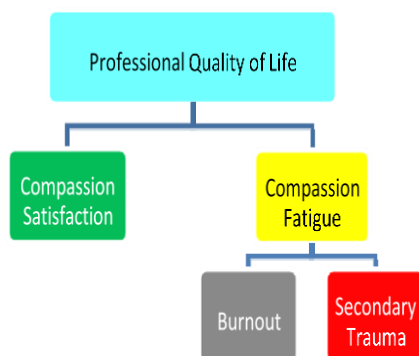 Professional Quality of Life
Compassion
Satisfaction
Compassion
Fatigue
Burnout
Secondary
Trauma